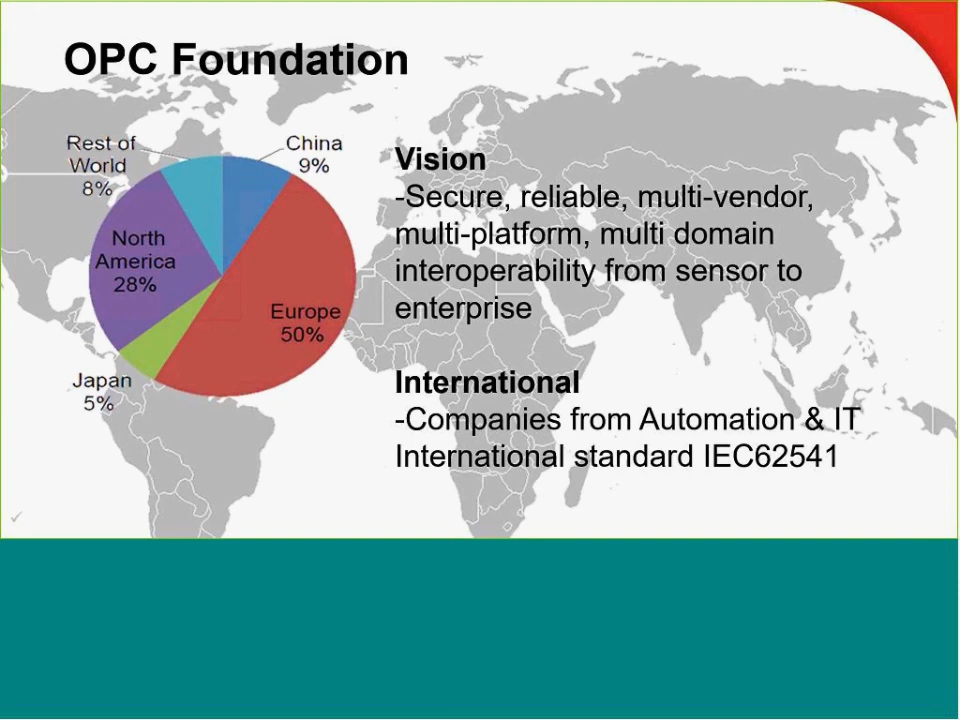 OPC Foundation
Rest of
World
8%
China
9%
North
America
28%
Europe
50%
Japan
5%
Vision
-Secure, reliable, multi-vendor,
multi-platform, multi domain
interoperability from sensor to
enterprise
International
-Companies from Automation & IT
International standard IEC62541